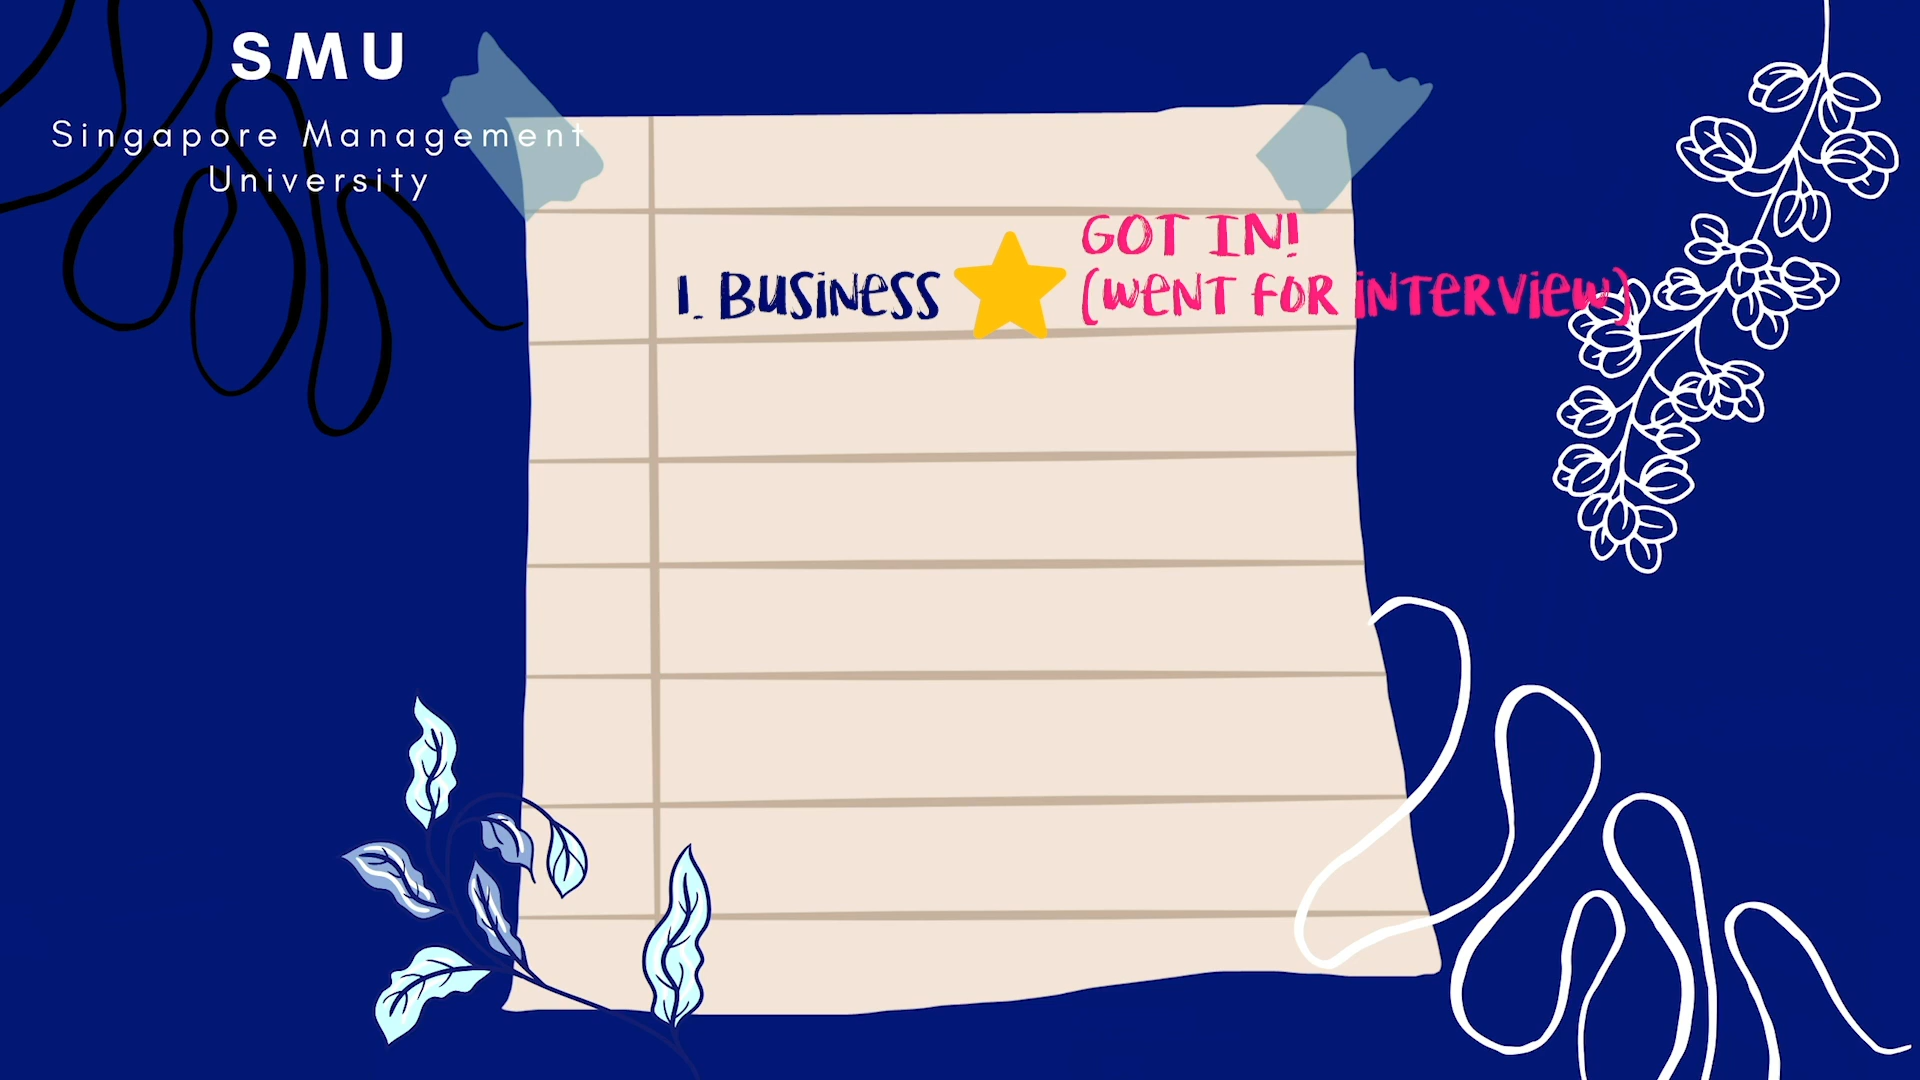 SMU
Singapore Management
University
GOT IN!
1. BUSINESS
(WENT FOR INTERVIEW)